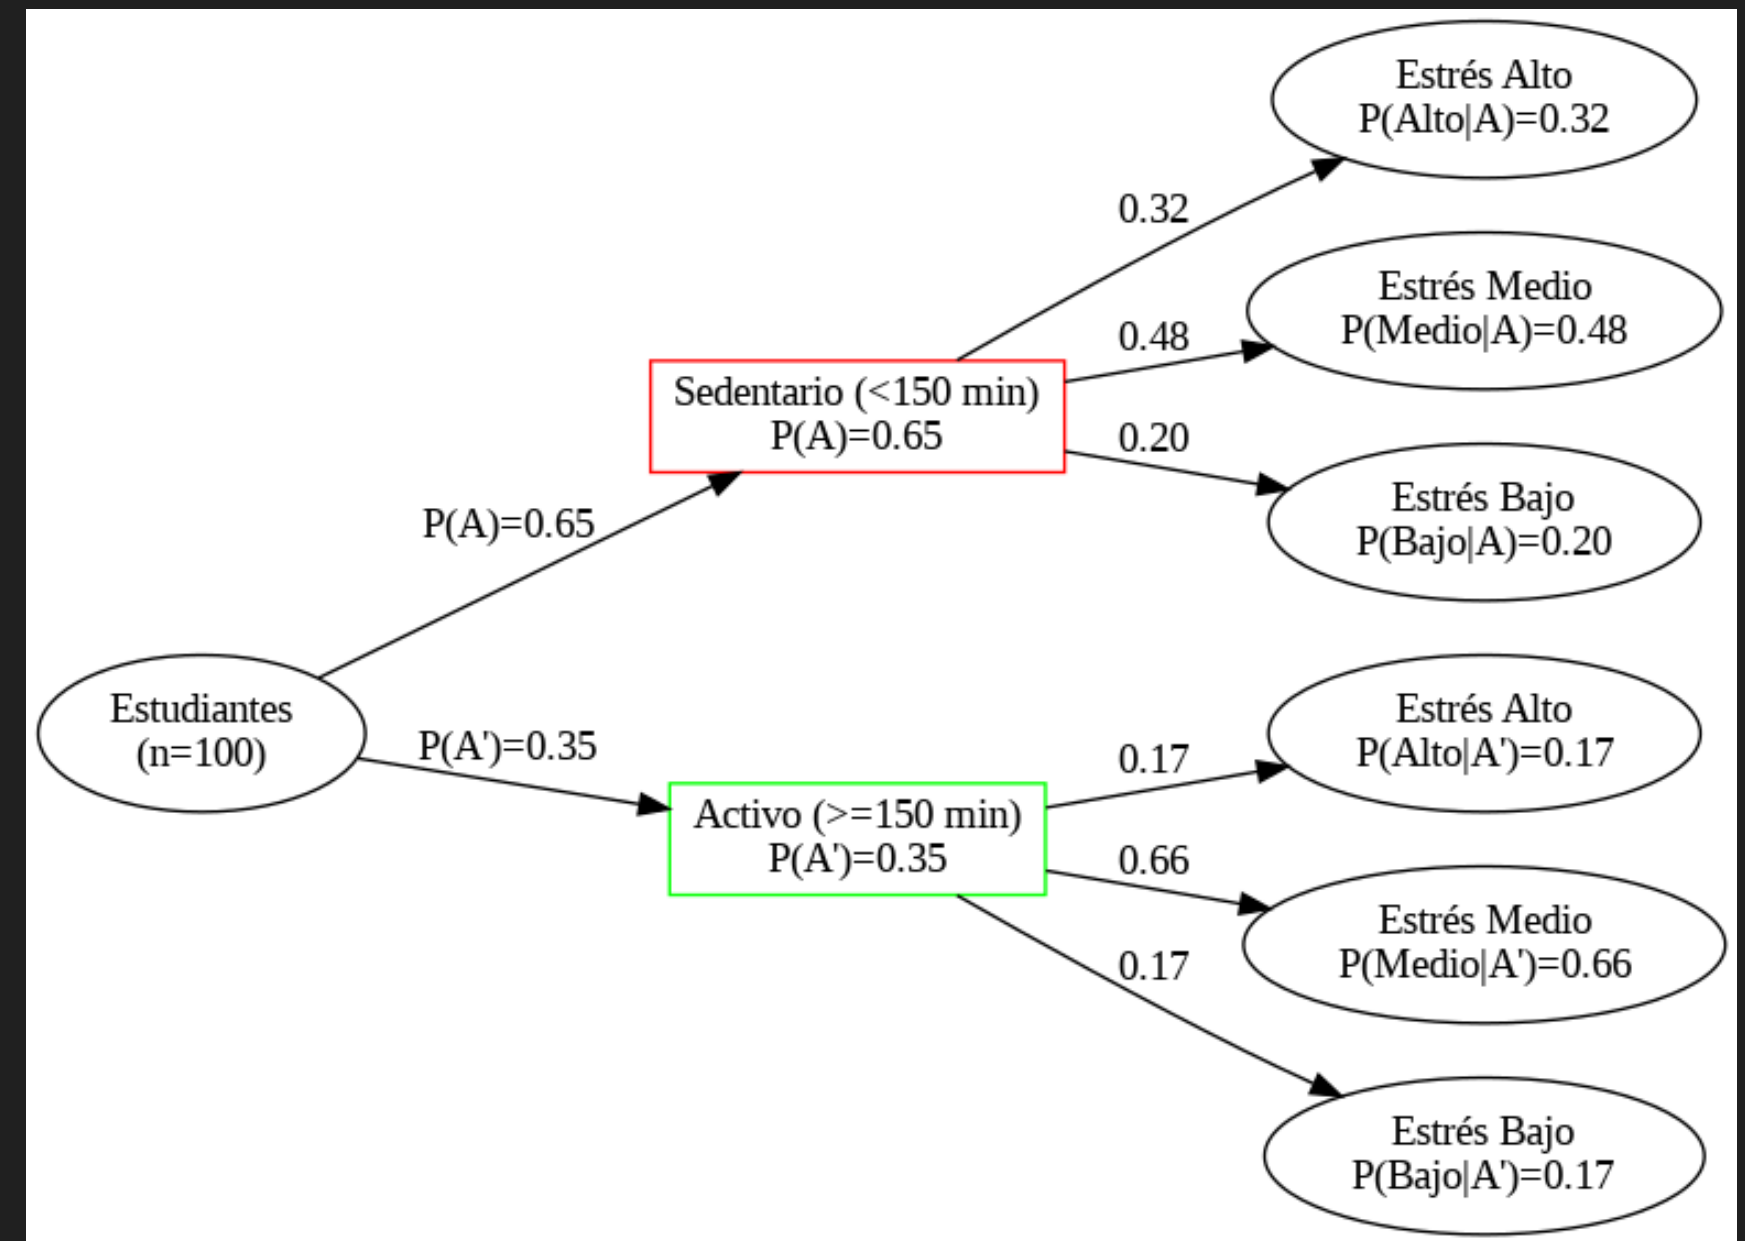 Estrés Alto
P(Alto|A)=0.32
0.32
Estrés Medio
P(Medio|A)=0.48
0.48
Sedentario (<150 min)
P(A)=0.65
0.20
Estrés Bajo
P(Bajo|A)=0.20
P(A)=0.65
Estudiantes
(n=100)
P(A')=0.35
Estrés Alto
P(Alto|A')=0.17
0.17
Activo (>=150 min)
P(A')=0.35
0.66
Estrés Medio
P(Medio|A')=0.66
0.17
Estrés Bajo
P(Bajo|A')=0.17